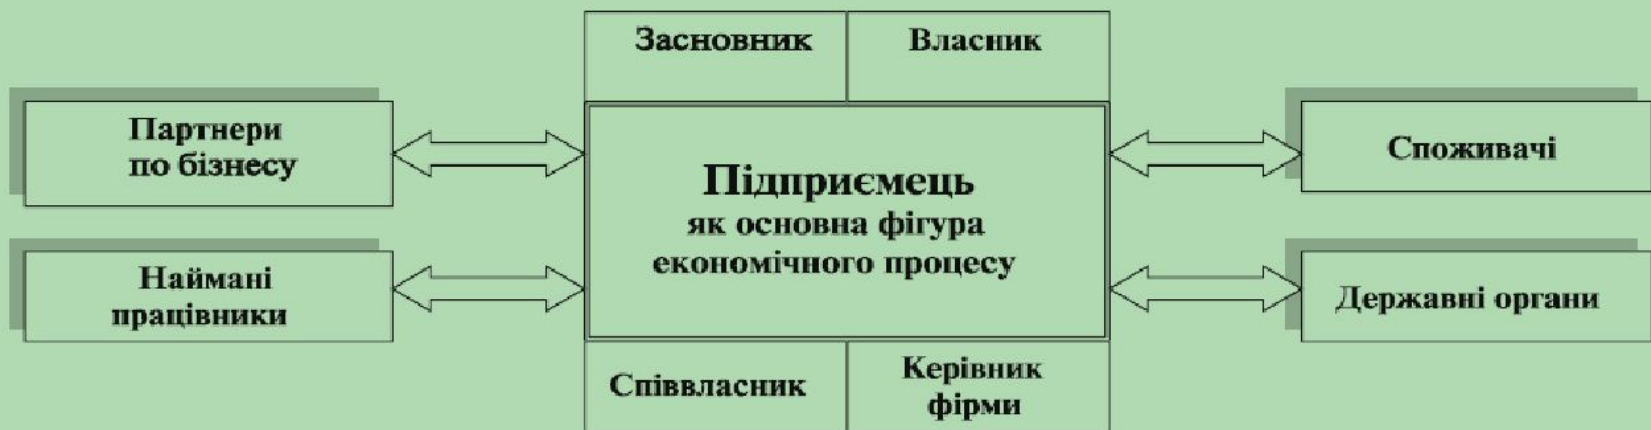 Засновник
Власник
Партнери
по бізнесу
Підприємець
як основна фігура
економічного процесу
Споживачі
Наймані
працівники
Державні органи
Співвласник
Керівник
фірми